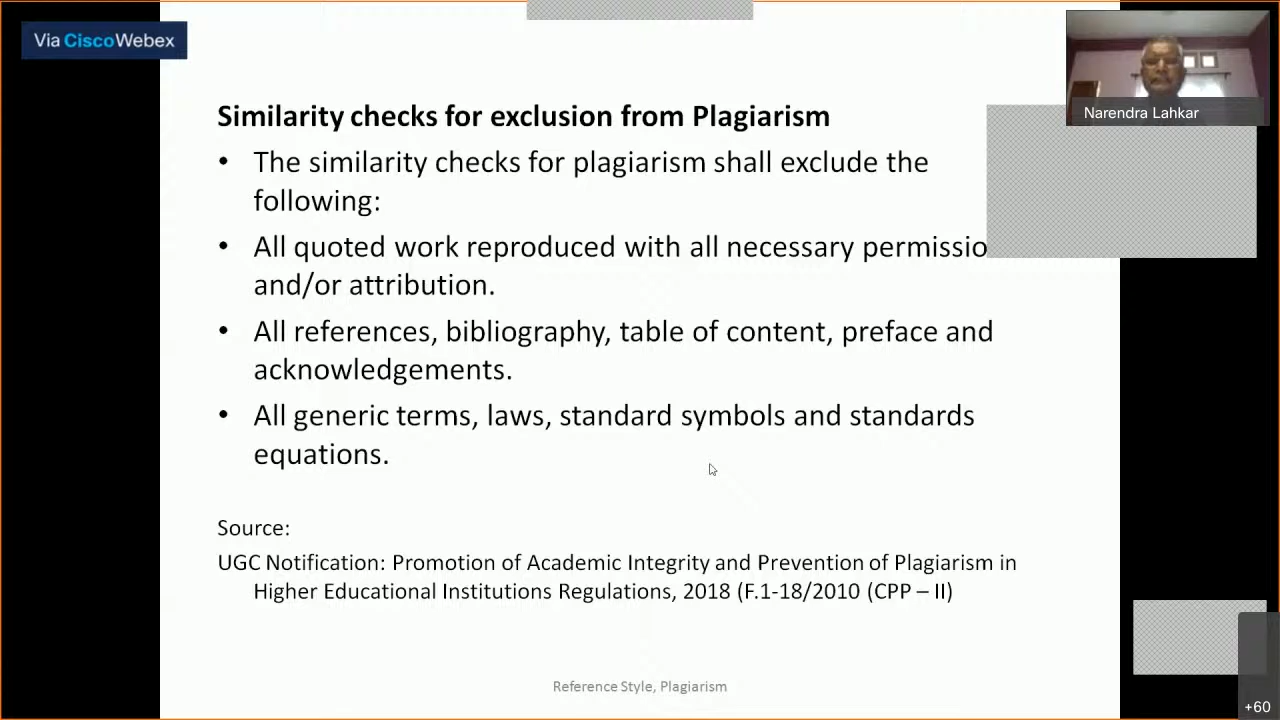 Via CiscoWebex
Narendra Lahkar
Similarity checks for exclusion from Plagiarism
• The similarity checks for plagiarism shall exclude the
following:
• All quoted work reproduced with all necessary permissio
and/or attribution.
• All references, bibliography, table of content, preface and
acknowledgements.
• All generic terms, laws, standard symbols and standards
equations.
Source:
UGC Notification: Promotion of Academic Integrity and Prevention of Plagiarism in
Higher Educational Institutions Regulations, 2018 (F.1-18/2010 (CPP – II)
Reference Style, Plagiarism
+60